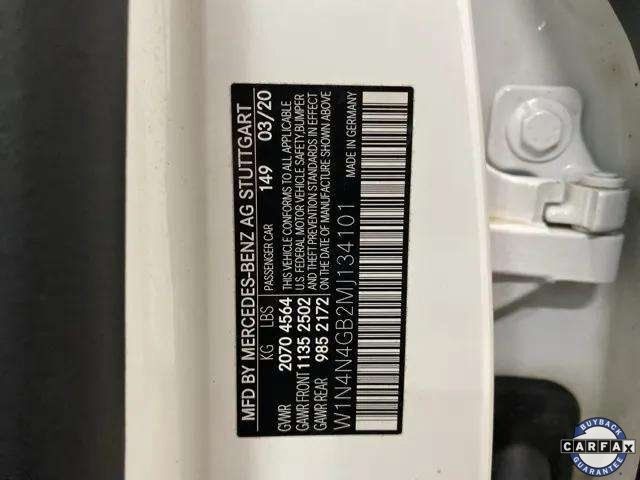 MFD BY MERCEDES-BENZ AG STUTTGART
KG LBS PASSENGER CAR 149 03/20
GVWR 2070 4564 THIS VEHICLE CONFORMS TO ALL APPLICABLE
U.S. FEDERAL MOTOR VEHICLE SAFETY, BUMPER
GAWR FRONT 1135 2502 AND THEFT PREVENTION STANDARDS IN EFFECT
GAWR REAR 985 2172 ON THE DATE OF MANUFACTURE SHOWN ABOVE
W1N4N4GB2MJ134101 MADE IN GERMANY
BUYBACK
CARFAX
GUARANTEE